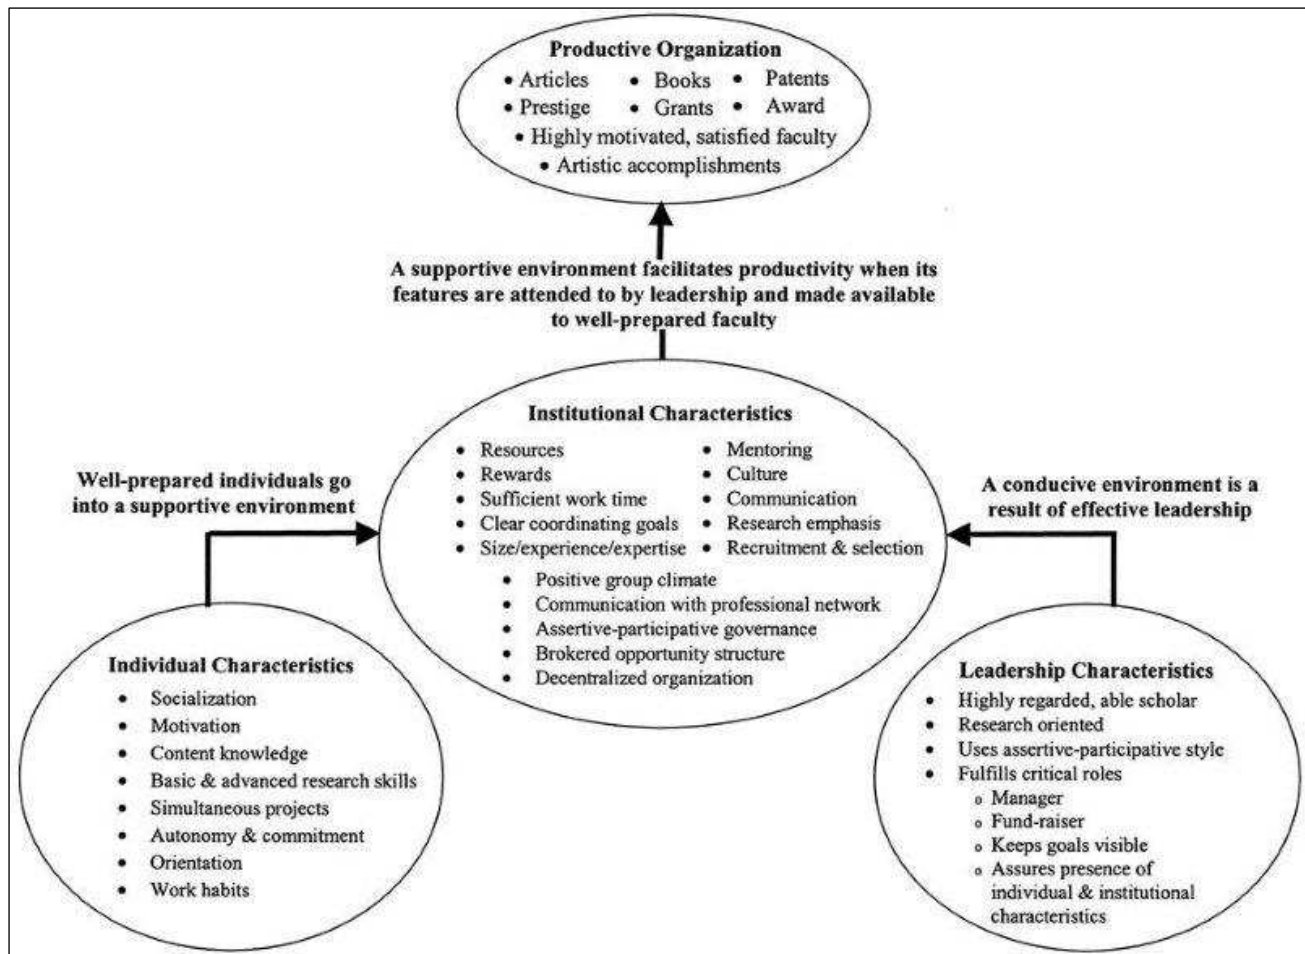 Productive Organization
• Articles • Books • Patents
• Prestige • Grants • Award
• Highly motivated, satisfied faculty
• Artistic accomplishments
A supportive environment facilitates productivity when its
features are attended to by leadership and made available
to well-prepared faculty
Institutional Characteristics
• Resources
• Rewards
• Sufficient work time
• Clear coordinating goals
• Size/experience/expertise
• Mentoring
• Culture
• Communication
• Research emphasis
• Recruitment & selection
• Positive group climate
• Communication with professional network
• Assertive-participative governance
• Brokered opportunity structure
• Decentralized organization
Well-prepared individuals go
into a supportive environment
A conducive environment is a
result of effective leadership
Individual Characteristics
• Socialization
• Motivation
• Content knowledge
• Basic & advanced research skills
• Simultaneous projects
• Autonomy & commitment
• Orientation
• Work habits
Leadership Characteristics
• Highly regarded, able scholar
• Research oriented
• Uses assertive-participative style
• Fulfills critical roles
o Manager
o Fund-raiser
o Keeps goals visible
o Assures presence of
individual & institutional
characteristics